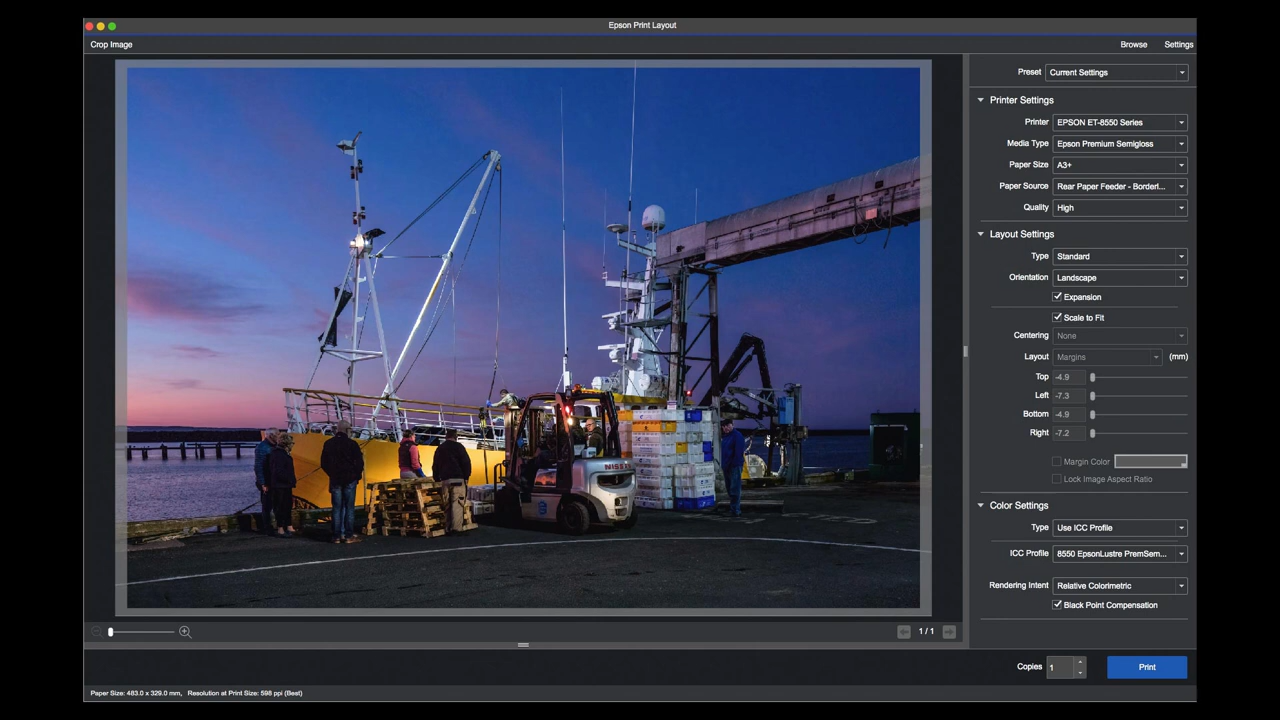 Epson Print Layout
Crop Image
Browse Settings
Preset Current Settings
Printer Settings
Printer EPSON ET-8550 Series
Media Type Epson Premium Semigloss
Paper Size A3+
Paper Source Rear Paper Feeder - Borderl...
Quality High
Layout Settings
Type Standard
Orientation Landscape
Expansion
Scale to Fit
Centering None
Layout Margins (mm)
Top -4.9
Left -7.3
Bottom -4.9
Right -7.2
Margin Color
Lock Image Aspect Ratio
Color Settings
Type Use ICC Profile
ICC Profile 8550 EpsonLustre PremSem...
Rendering Intent Relative Colorimetric
Black Point Compensation
NISSAN
1 / 1
Copies 1 Print
Paper Size: 483.0 x 329.0 mm, Resolution at Print Size: 598 ppi (Best)